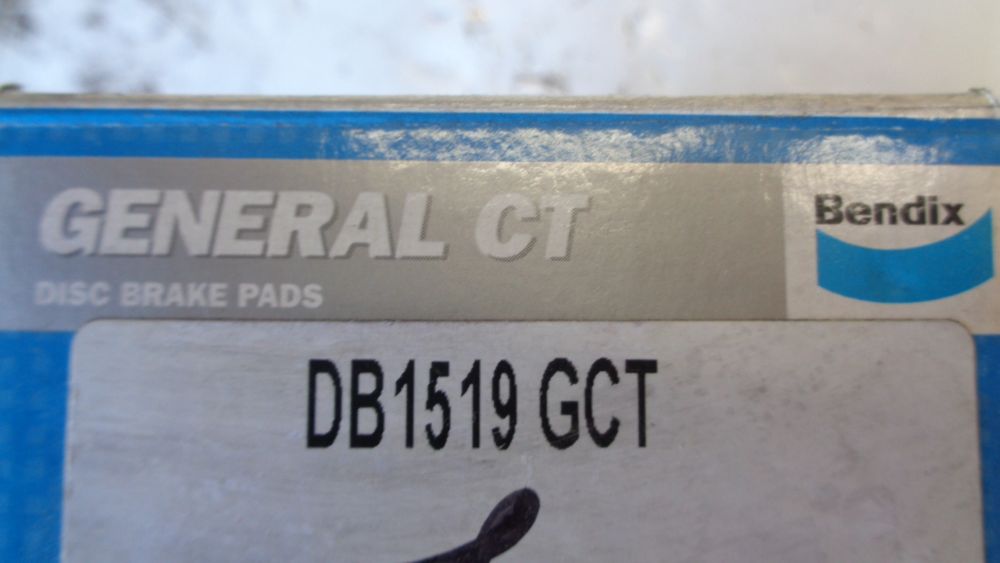 GENERAL CT
Bendix
DISC BRAKE PADS
DB1519 GCT